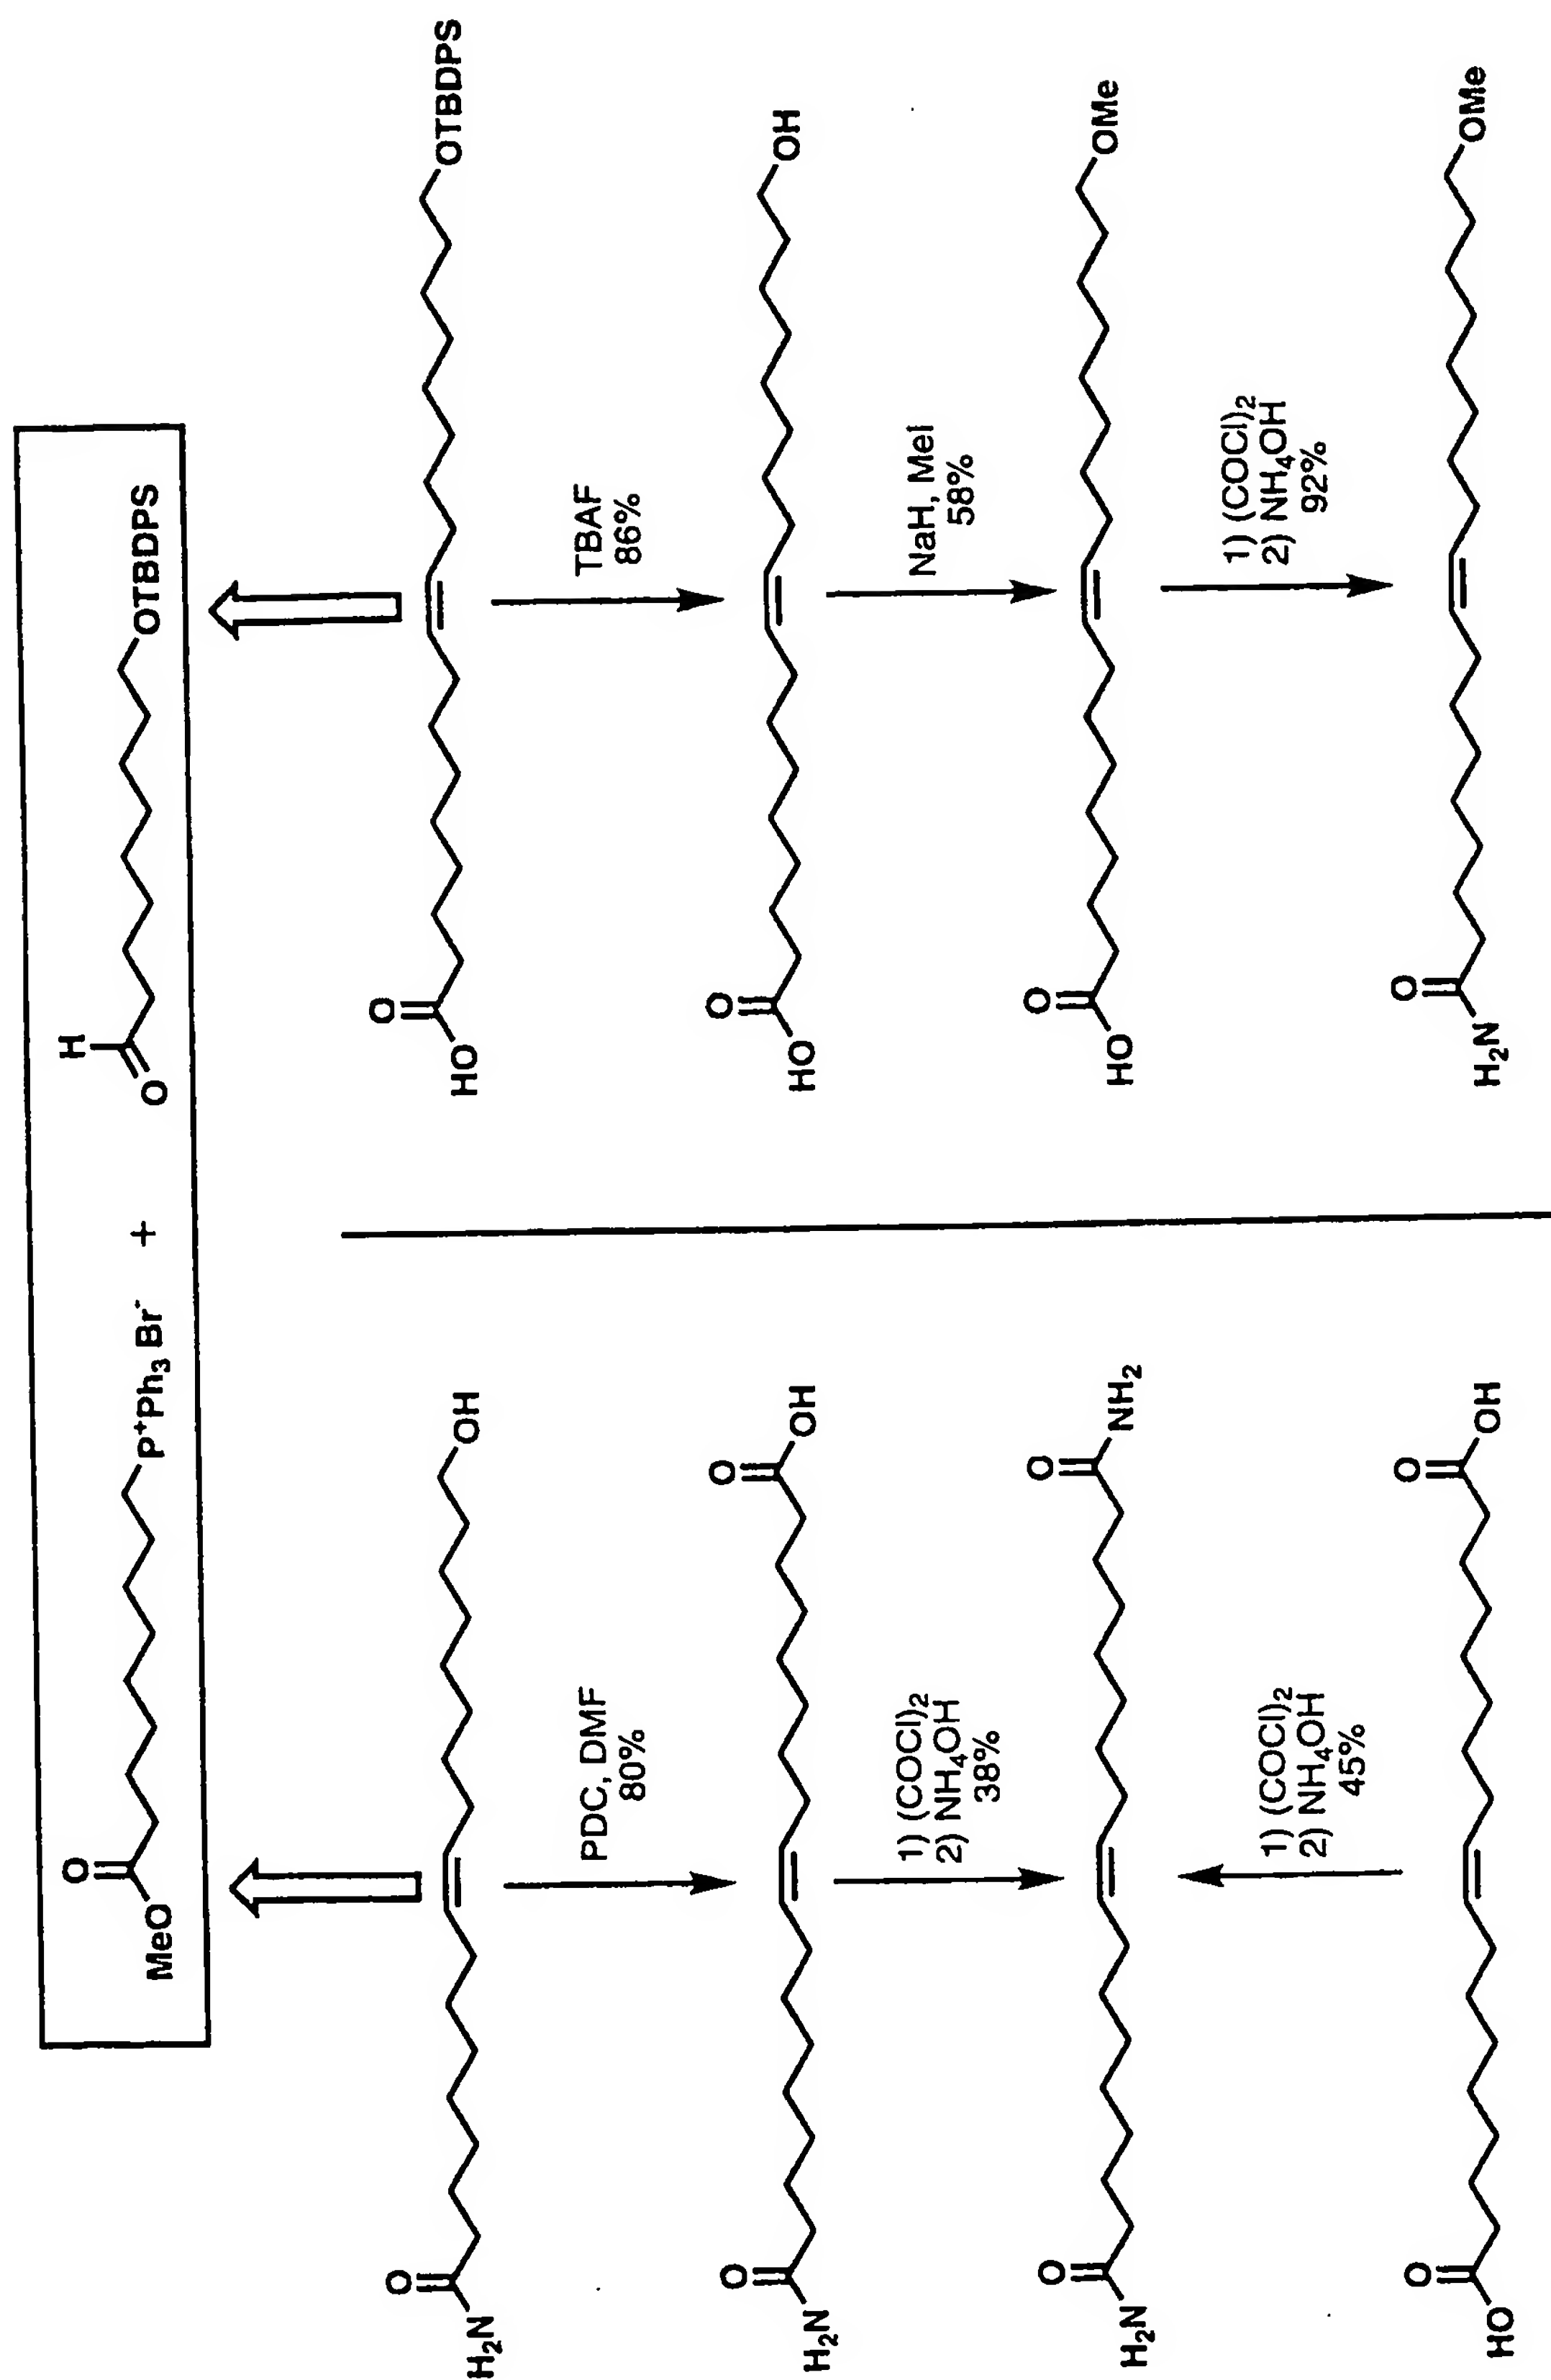 MeO
O
P⁺Ph₃ Br⁻
+
H
O
OTBDPS
H₂N
O
OH
PDC, DMF
80%
H₂N
O
O
OH
1) (COCl)₂
2) NH₄OH
38%
H₂N
O
O
NH₂
1) (COCl)₂
2) NH₄OH
45%
HO
O
O
OH
HO
O
OTBDPS
TBAF
86%
HO
O
OH
NaH, MeI
58%
HO
O
OMe
1) (COCl)₂
2) NH₄OH
92%
H₂N
O
OMe